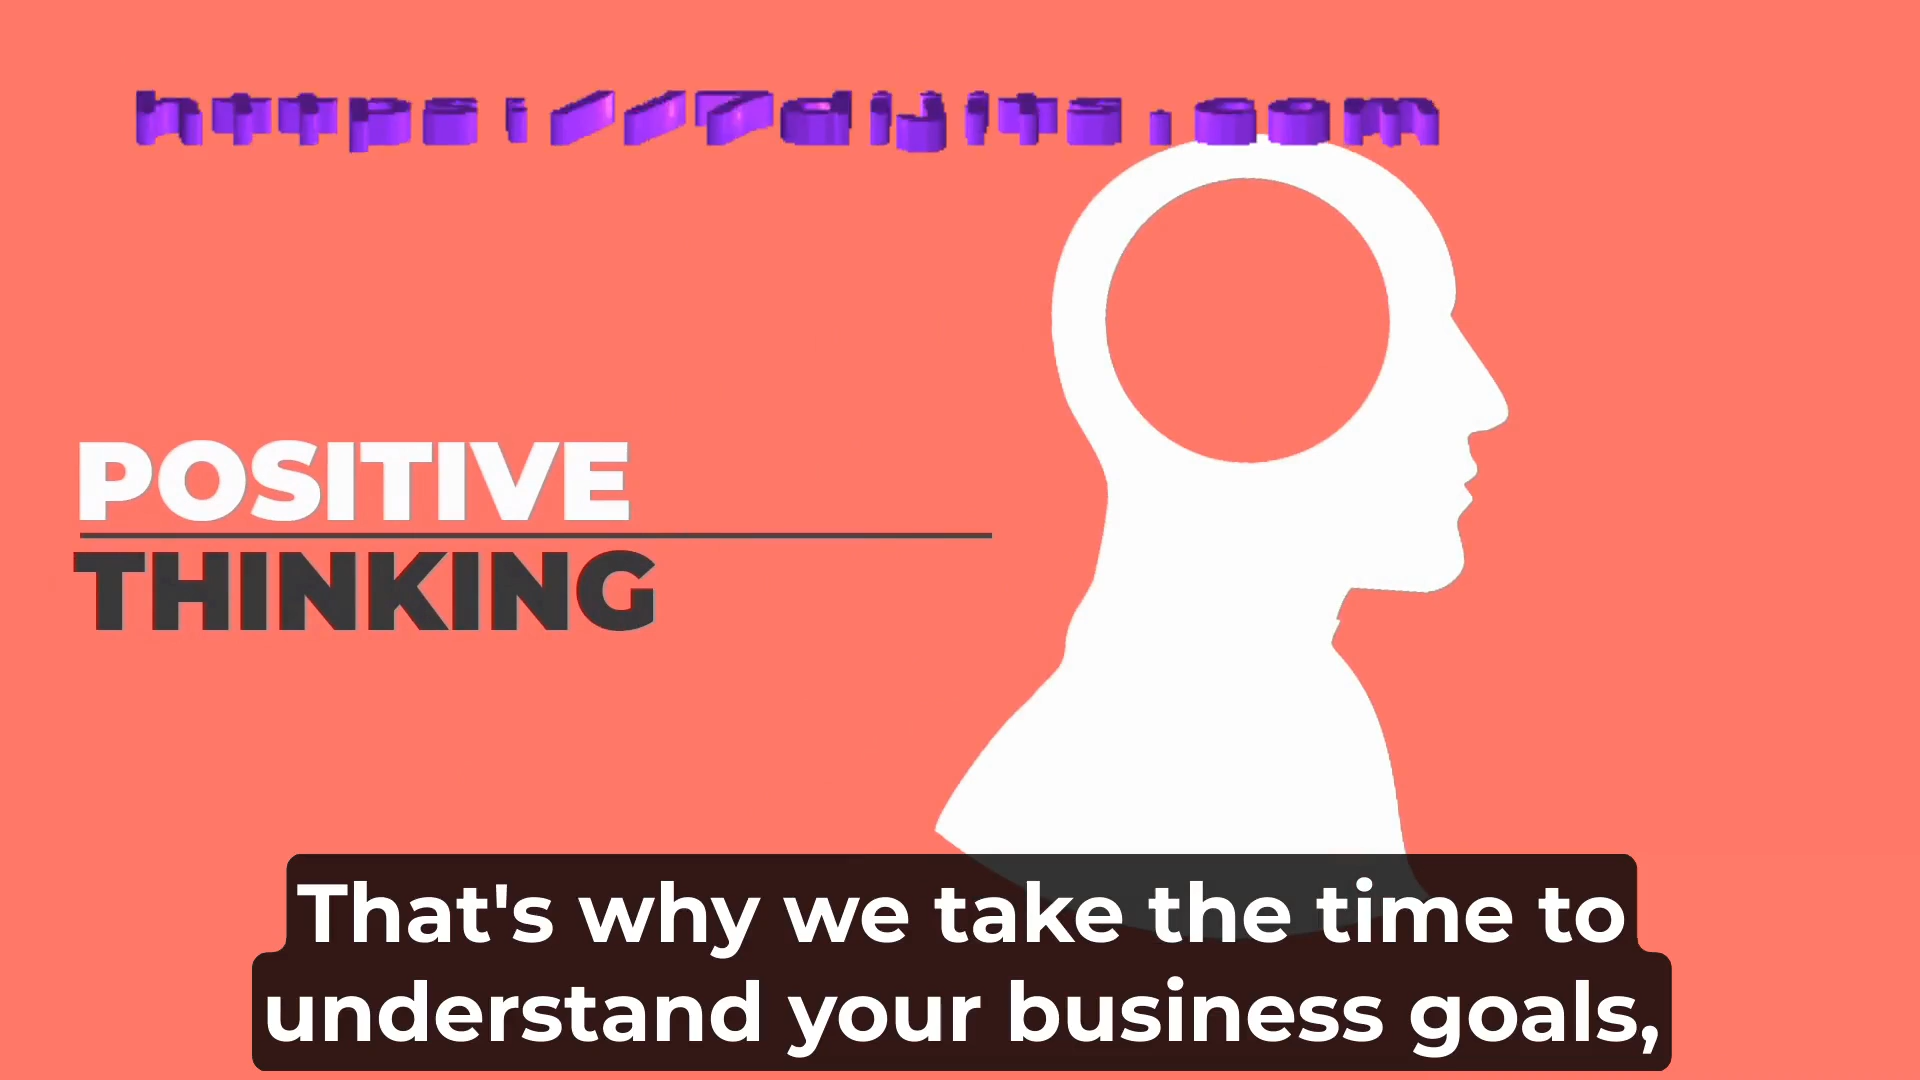 https://7dijits.com
POSITIVE
THINKING
That's why we take the time to
understand your business goals,